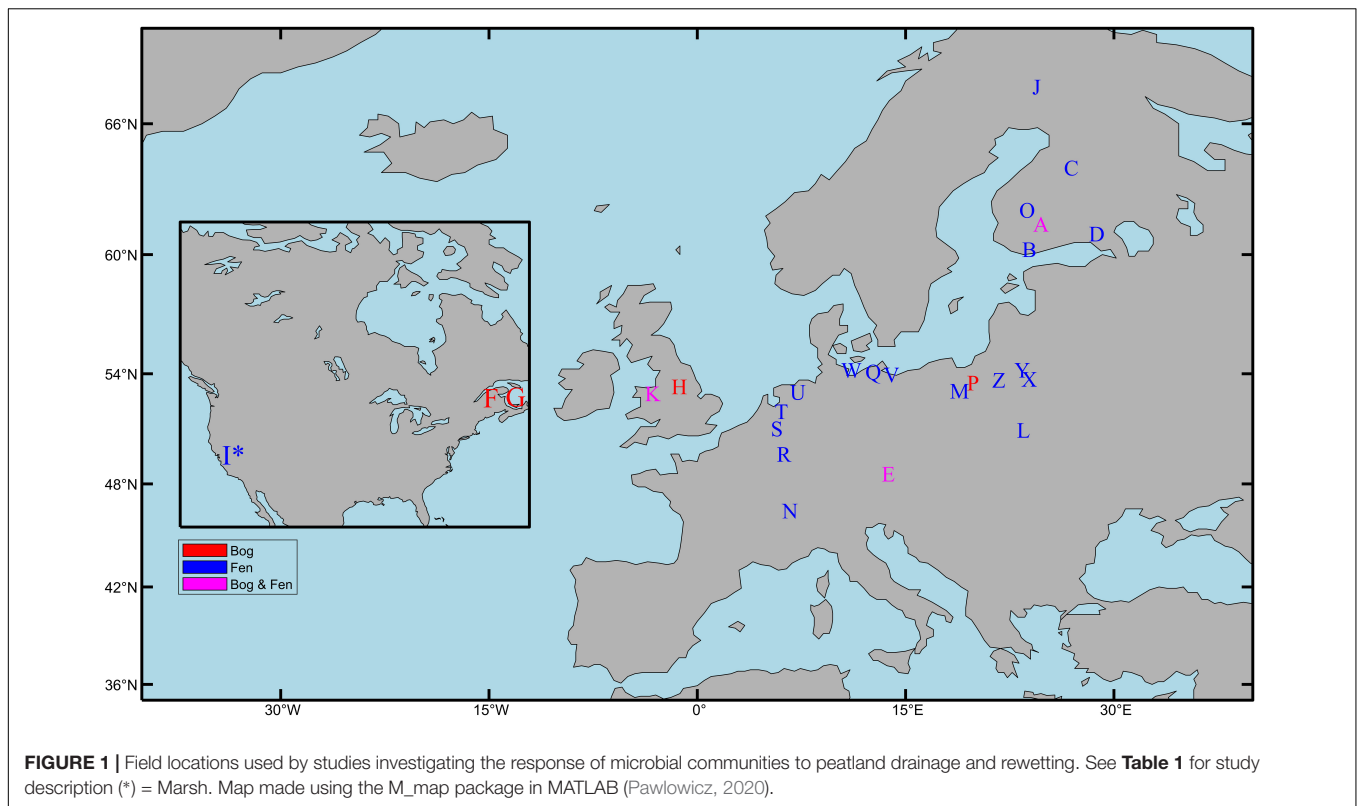 66°N
60°N
54°N
48°N
42°N
36°N
30°W
15°W
0°
15°E
30°E
J
C
O
A
D
B
K
H
W
Q
V
U
T
S
R
N
M
P
Z
Y
X
L
E
F
G
I*
Bog
Fen
Bog & Fen
FIGURE 1 | Field locations used by studies investigating the response of microbial communities to peatland drainage and rewetting. See Table 1 for study
description (*) = Marsh. Map made using the M_map package in MATLAB (Pawlowicz, 2020).